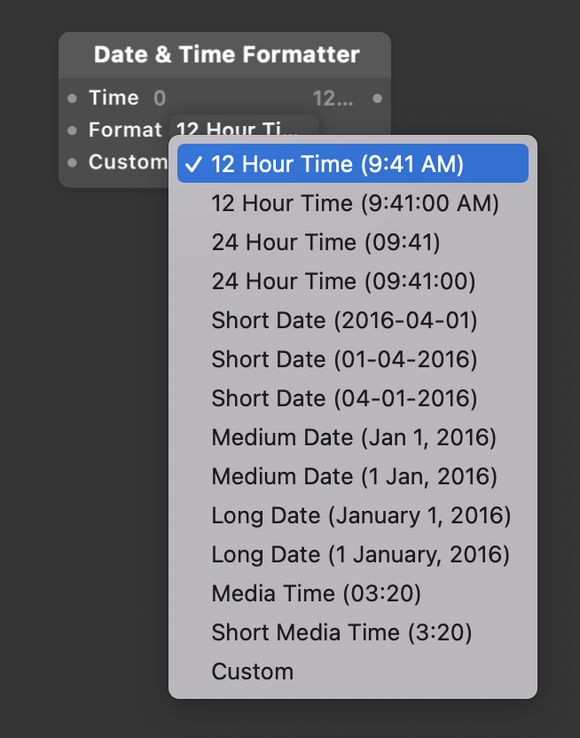 Date & Time Formatter
Time 0 12...
Format 12 Hour Ti...
Custom
✓ 12 Hour Time (9:41 AM)
12 Hour Time (9:41:00 AM)
24 Hour Time (09:41)
24 Hour Time (09:41:00)
Short Date (2016-04-01)
Short Date (01-04-2016)
Short Date (04-01-2016)
Medium Date (Jan 1, 2016)
Medium Date (1 Jan, 2016)
Long Date (January 1, 2016)
Long Date (1 January, 2016)
Media Time (03:20)
Short Media Time (3:20)
Custom